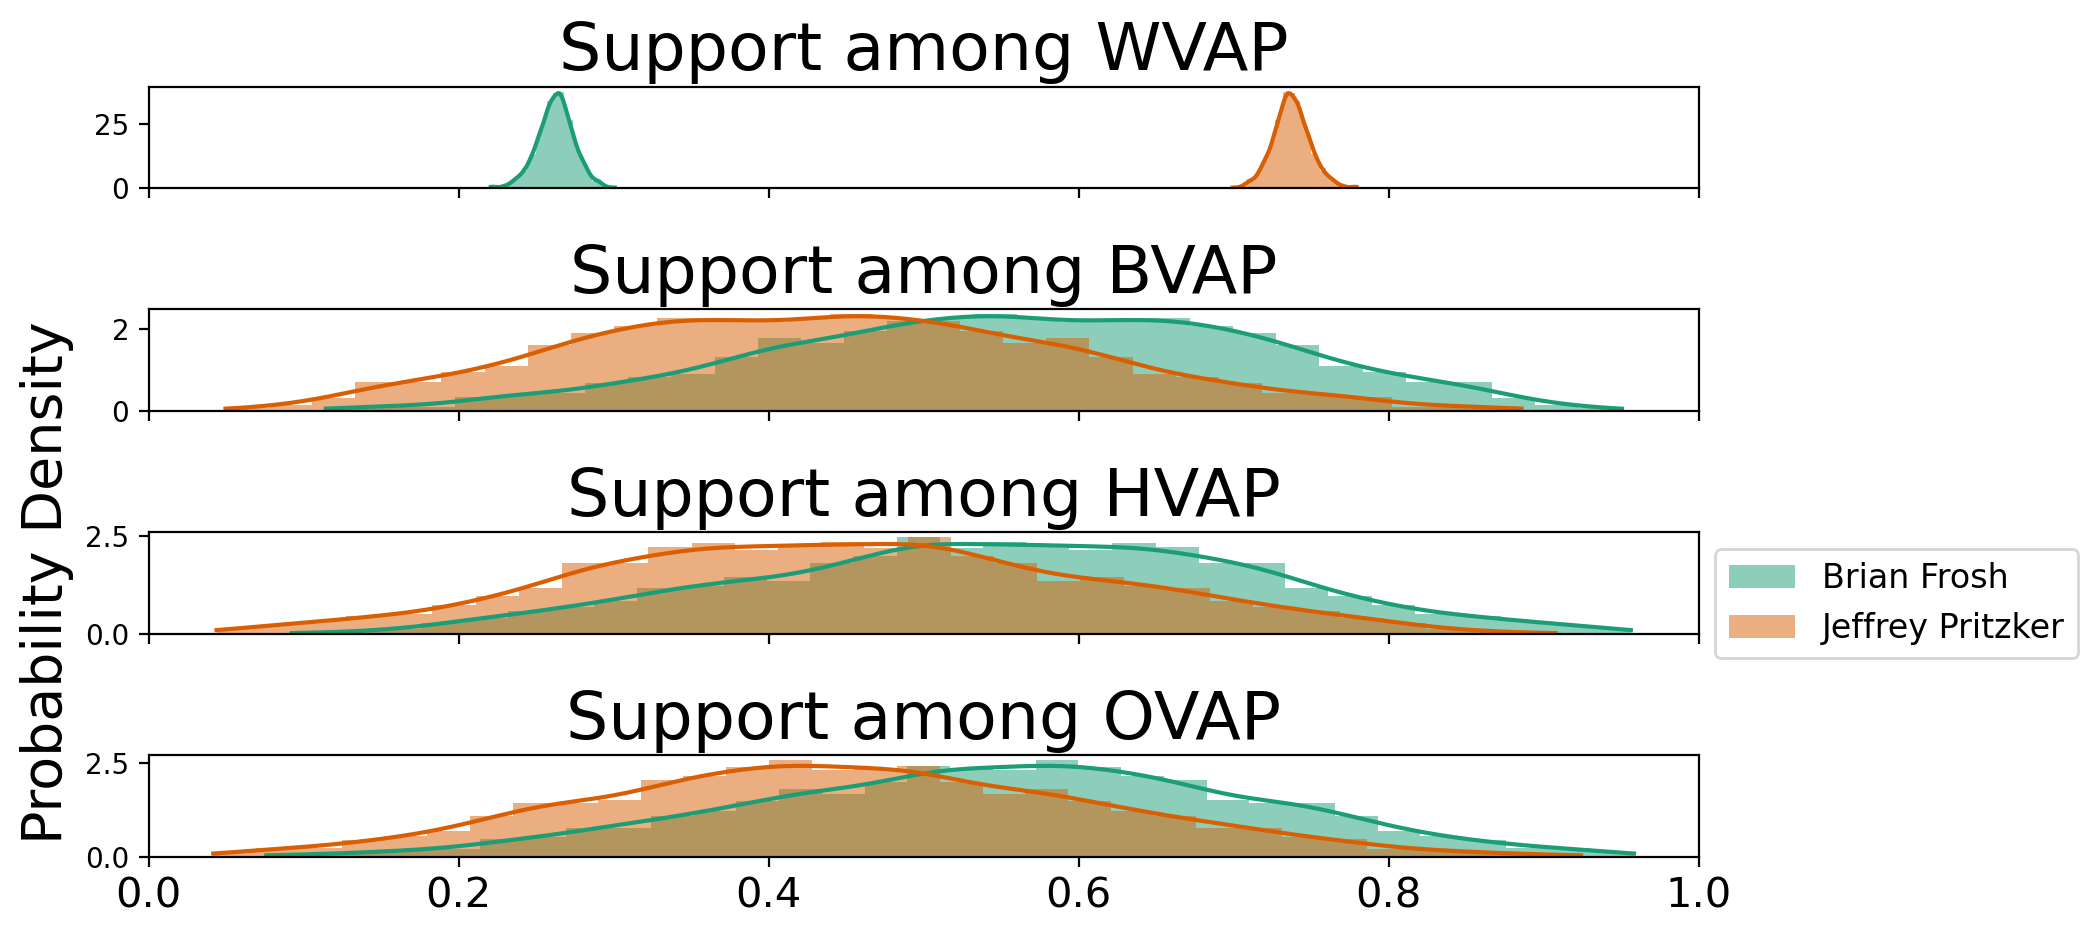 Support among WVAP
25
0
Support among BVAP
2
0
Support among HVAP
2.5
0.0
Support among OVAP
2.5
0.0
0.0 0.2 0.4 0.6 0.8 1.0
Probability Density
Brian Frosh
Jeffrey Pritzker